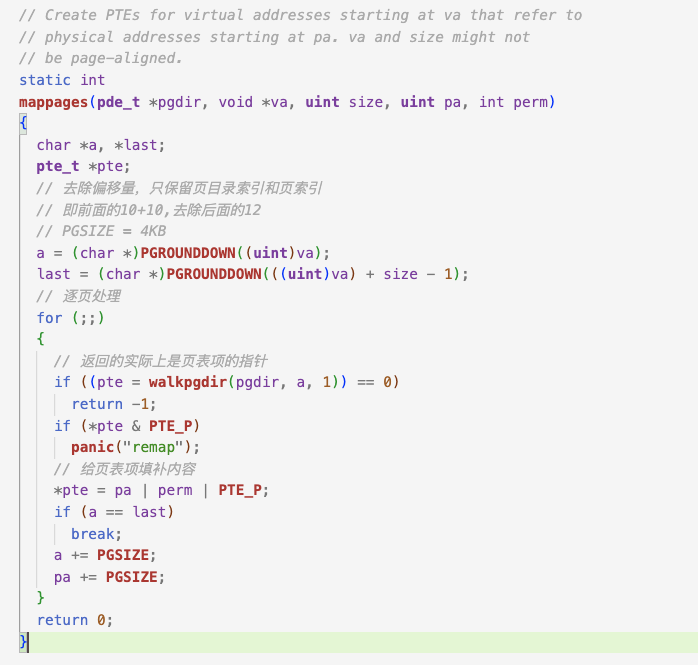 // Create PTEs for virtual addresses starting at va that refer to
// physical addresses starting at pa. va and size might not
// be page-aligned.
static int
mappages(pde_t *pgdir, void *va, uint size, uint pa, int perm)
{
  char *a, *last;
  pte_t *pte;
  // 去除偏移量，只保留页目录索引和页索引
  // 即前面的10+10,去除后面的12
  // PGSIZE = 4KB
  a = (char *)PGROUNDDOWN((uint)va);
  last = (char *)PGROUNDDOWN(((uint)va) + size - 1);
  // 逐页处理
  for (;;)
  {
    // 返回的实际上是页表项的指针
    if ((pte = walkpgdir(pgdir, a, 1)) == 0)
      return -1;
    if (*pte & PTE_P)
      panic("remap");
    // 给页表项填补内容
    *pte = pa | perm | PTE_P;
    if (a == last)
      break;
    a += PGSIZE;
    pa += PGSIZE;
  }
  return 0;
}